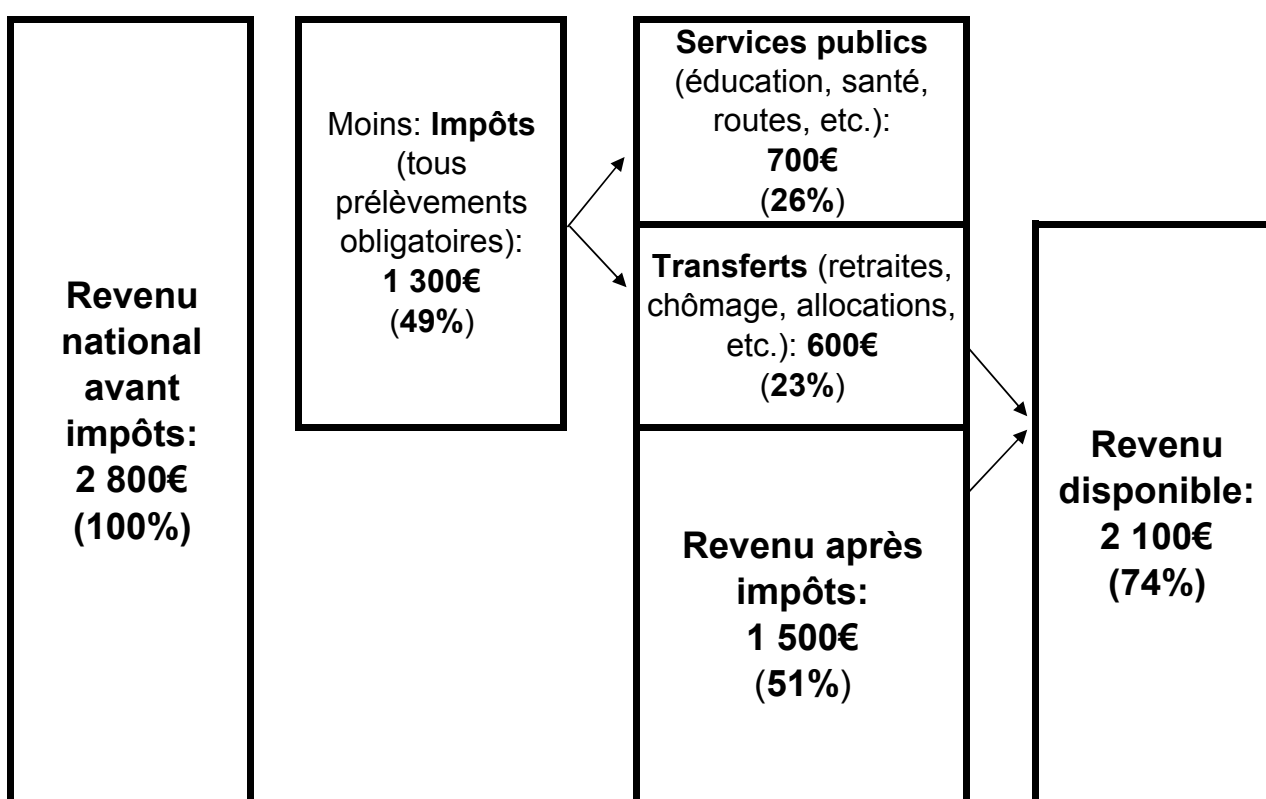 Revenu
national
avant
impôts:
2 800€
(100%)
Moins: Impôts
(tous
prélèvements
obligatoires):
1 300€
(49%)
Services publics
(éducation, santé,
routes, etc.):
700€
(26%)
Transferts (retraites,
chômage, allocations,
etc.): 600€
(23%)
Revenu après
impôts:
1 500€
(51%)
Revenu
disponible:
2 100€
(74%)